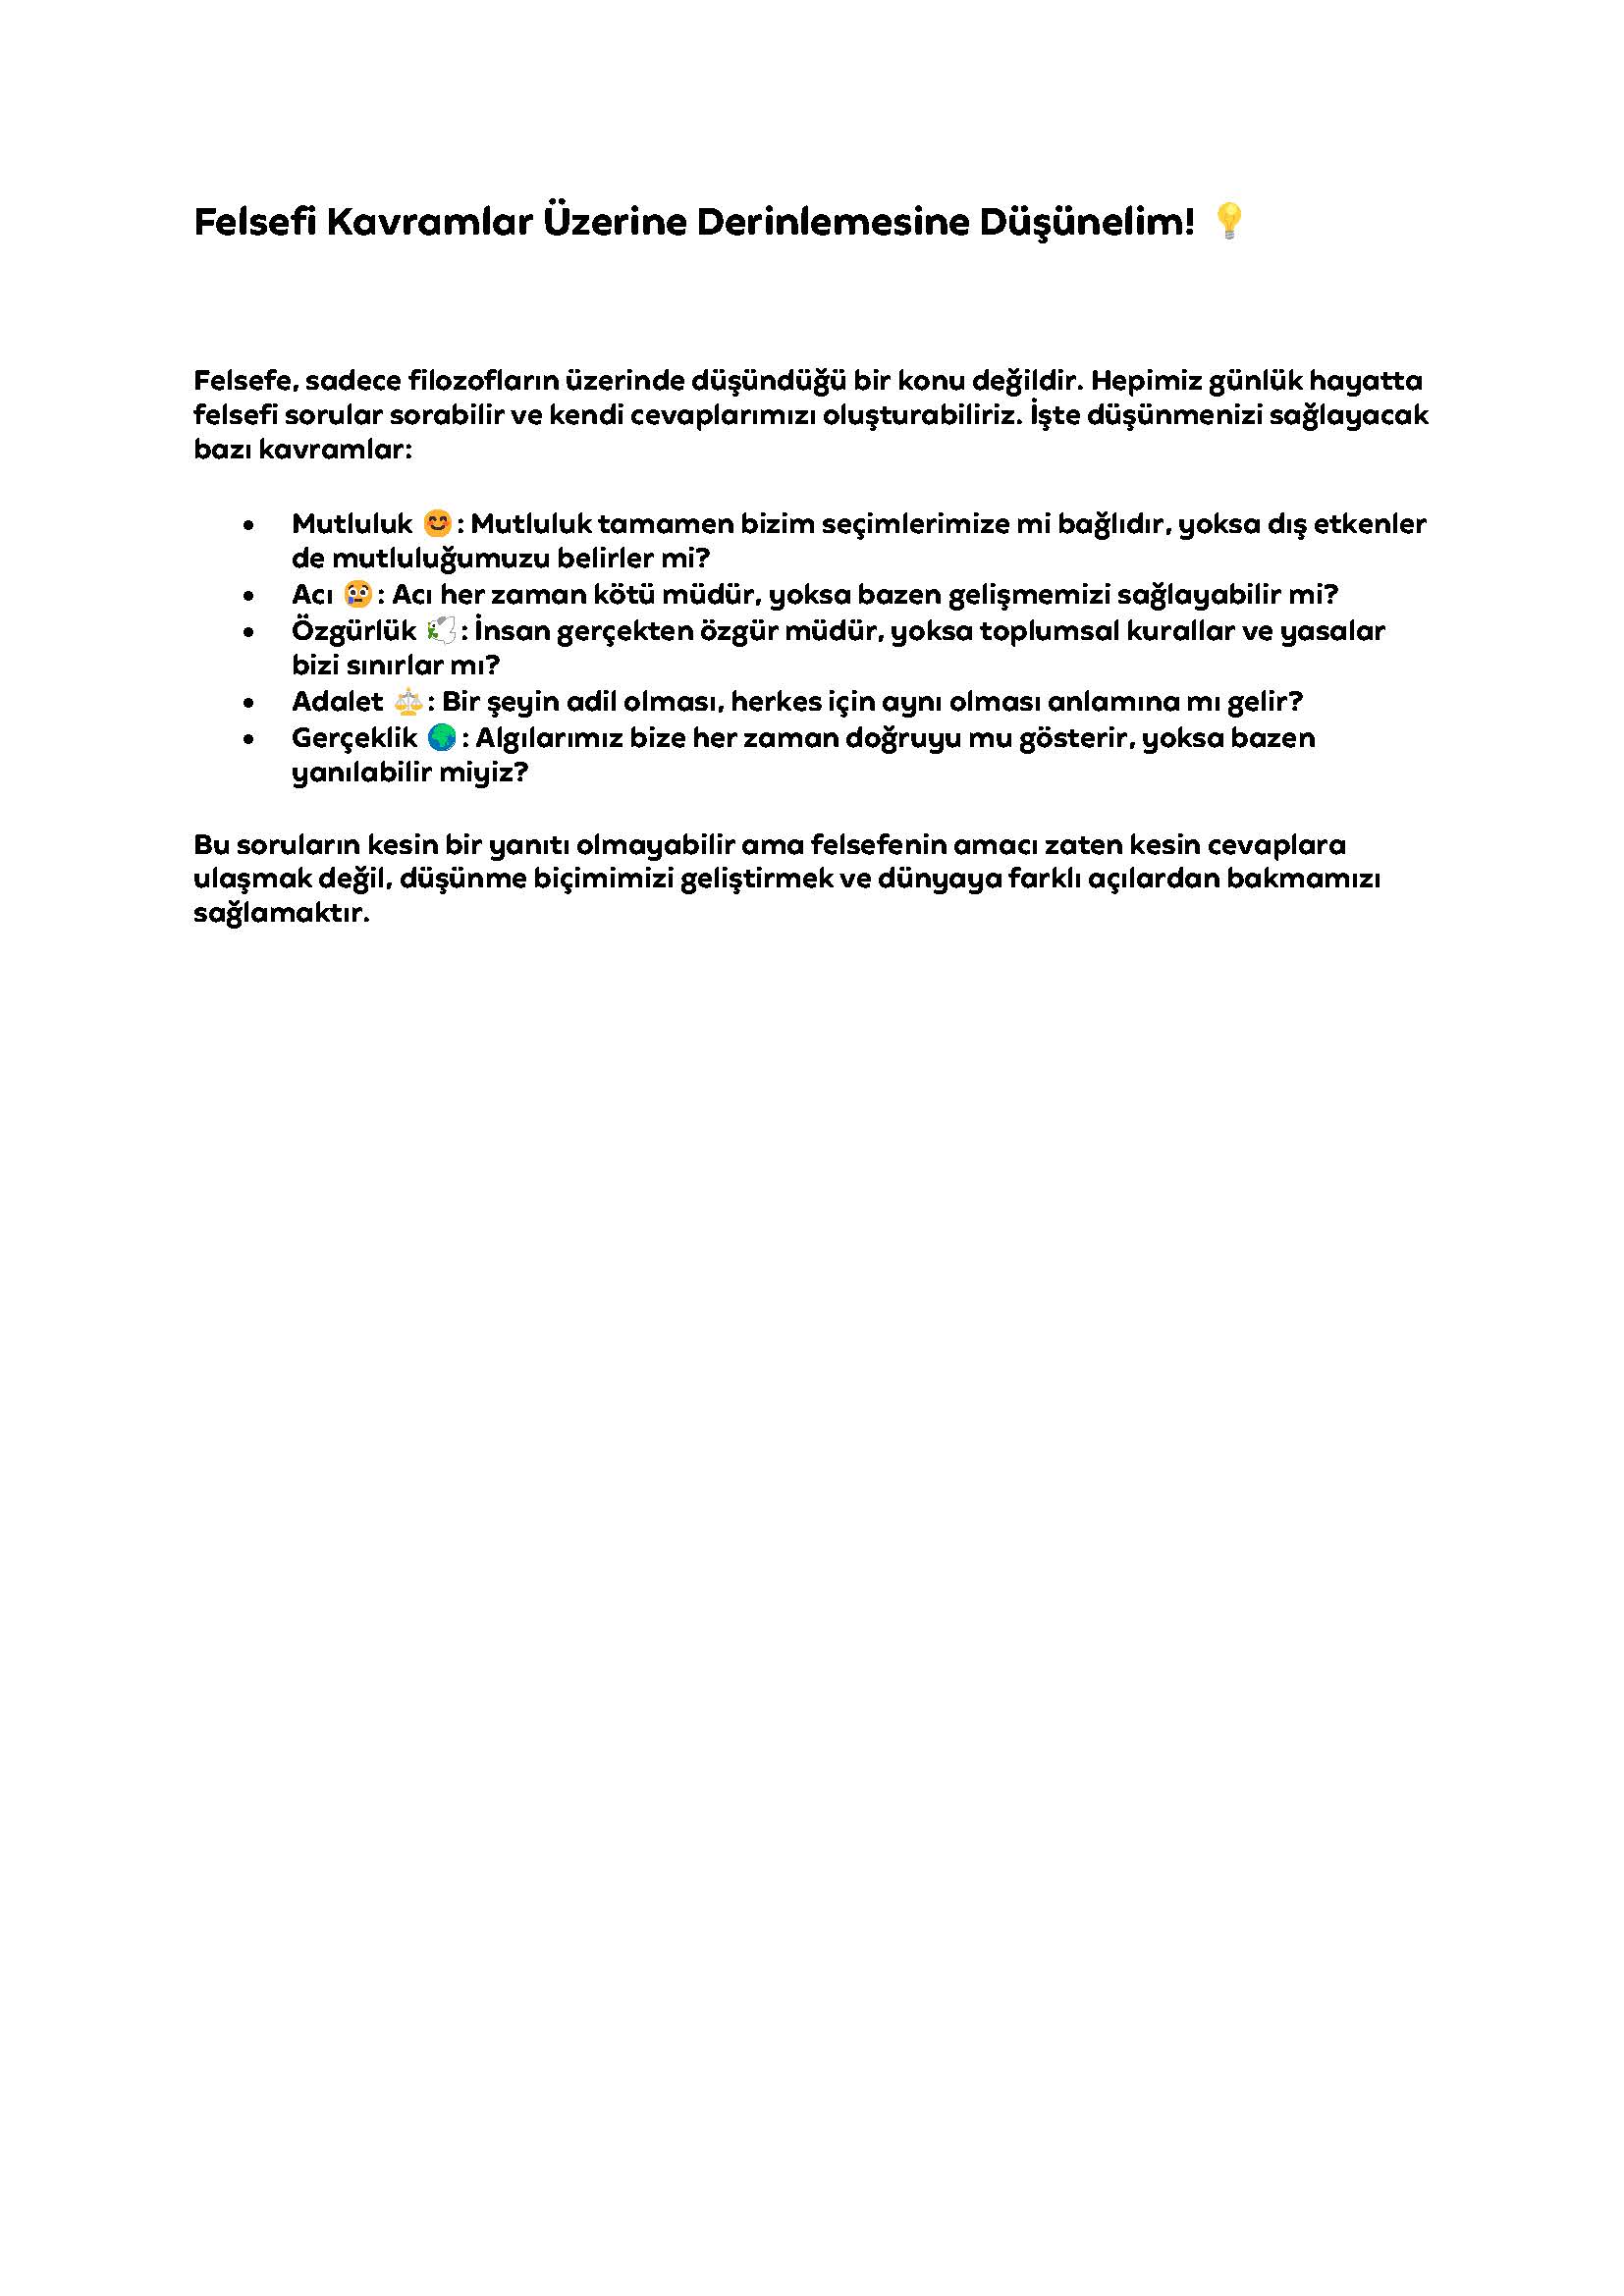 Felsefi Kavramlar Üzerine Derinlemesine Düşünelim! 💡
Felsefe, sadece filozofların üzerinde düşündüğü bir konu değildir. Hepimiz günlük hayatta
felsefi sorular sorabilir ve kendi cevaplarımızı oluşturabiliriz. İşte düşünmenizi sağlayacak
bazı kavramlar:
• Mutluluk 😊: Mutluluk tamamen bizim seçimlerimize mi bağlıdır, yoksa dış etkenler
de mutluluğumuzu belirler mi?
• Acı 😢: Acı her zaman kötü müdür, yoksa bazen gelişmemizi sağlayabilir mi?
• Özgürlük 🕊: İnsan gerçekten özgür müdür, yoksa toplumsal kurallar ve yasalar
bizi sınırlar mı?
• Adalet ⚖: Bir şeyin adil olması, herkes için aynı olması anlamına mı gelir?
• Gerçeklik 🌍: Algılarımız bize her zaman doğruyu mu gösterir, yoksa bazen
yanılabilir miyiz?
Bu soruların kesin bir yanıtı olmayabilir ama felsefenin amacı zaten kesin cevaplara
ulaşmak değil, düşünme biçimimizi geliştirmek ve dünyaya farklı açılardan bakmamızı
sağlamaktır.